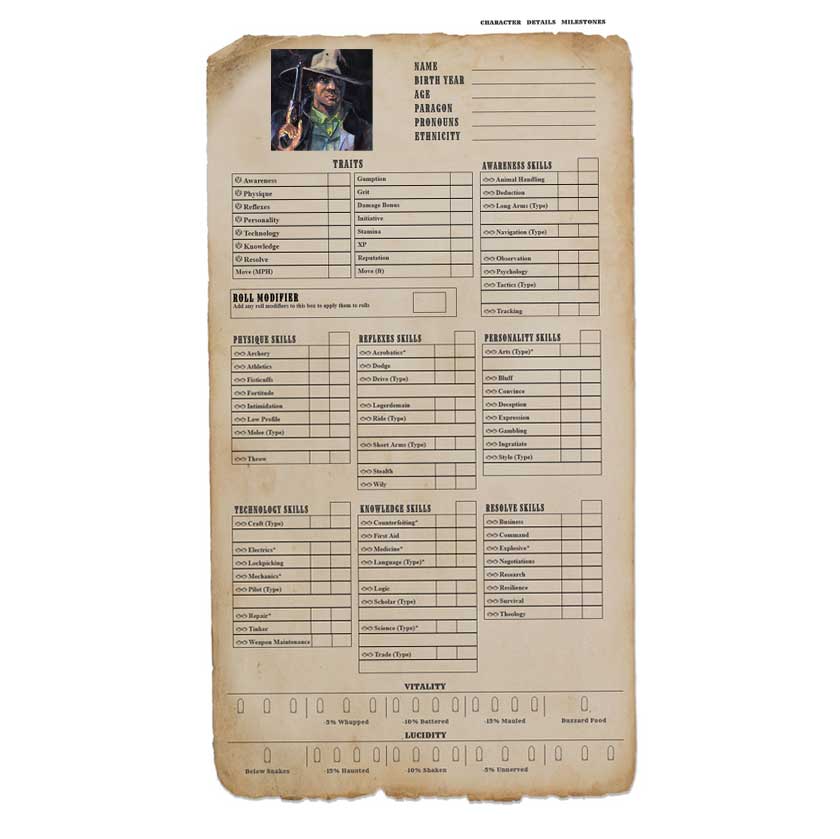 CHARACTER DETAILS MILESTONES
NAME
BIRTH YEAR
AGE
PARAGON
PRONOUNS
ETHNICITY
TRAITS
Awareness
Physique
Reflexes
Personality
Technology
Knowledge
Resolve
Move (MPH)
Gumption
Grit
Damage Bonus
Initiative
Stamina
XP
Reputation
Move (ft)
ROLL MODIFIER
Add any roll modifiers to this box to apply them to rolls
AWARENESS SKILLS
Animal Handling
Deduction
Long Arms (Type)
Navigation (Type)
Observation
Psychology
Tactics (Type)
Tracking
PHYSIQUE SKILLS
Archery
Athletics
Fisticuffs
Fortitude
Intimidation
Low Profile
Melee (Type)
Throw
REFLEXES SKILLS
Acrobatics*
Dodge
Drive (Type)
Legerdemain
Ride (Type)
Short Arms (Type)
Stealth
Wily
PERSONALITY SKILLS
Arts (Type)*
Bluff
Convince
Deception
Expression
Gambling
Ingratiate
Style (Type)
TECHNOLOGY SKILLS
Craft (Type)
Electrics*
Lockpicking
Mechanics*
Pilot (Type)
Repair*
Tinker
Weapon Maintenance
KNOWLEDGE SKILLS
Counterfeiting*
First Aid
Medicine*
Language (Type)*
Logic
Scholar (Type)
Science (Type)*
Trade (Type)
RESOLVE SKILLS
Business
Command
Explosive*
Negotiations
Research
Resilience
Survival
Theology
VITALITY
-5% Whupped -10% Battered -15% Mauled Buzzard Food
LUCIDITY
Below Snakes -15% Haunted -10% Shaken -5% Unnerved